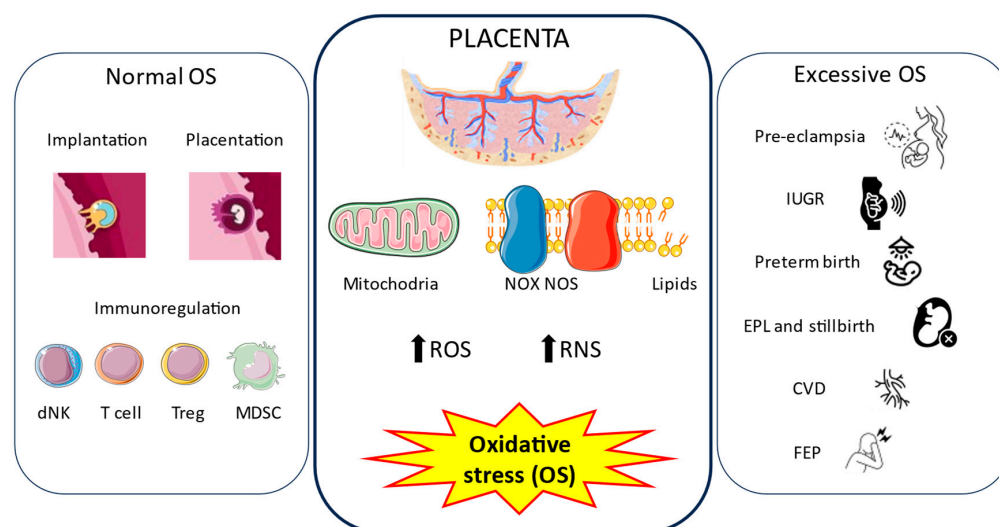 Normal OS
Implantation
Placentation
Immunoregulation
dNK
T cell
Treg
MDSC
PLACENTA
Mitochodria
NOX NOS
Lipids
ROS
RNS
Oxidative
stress (OS)
Excessive OS
Pre-eclampsia
IUGR
Preterm birth
EPL and stillbirth
CVD
FEP